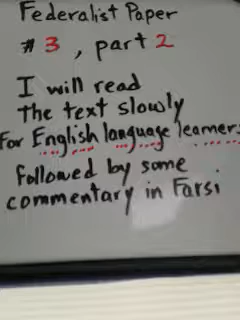 Federalist Paper
# 3, part 2
I will read
the text slowly
for English language learners
followed by some
commentary in Farsi